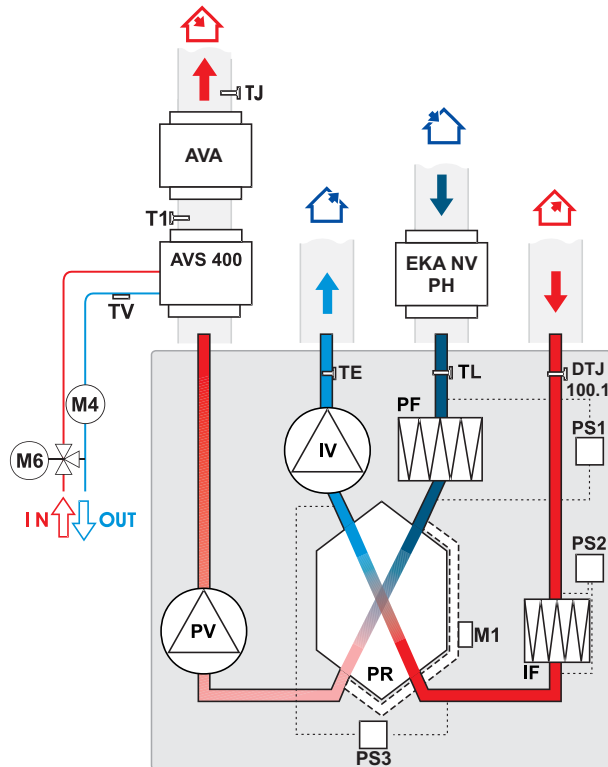 TJ
AVA
T1
AVS 400
EKA NV
PH
TV
TE
TL
DTJ
100.1
M4
PF
PS1
IV
M6
IN
OUT
PS2
PV
M1
PR
IF
PS3